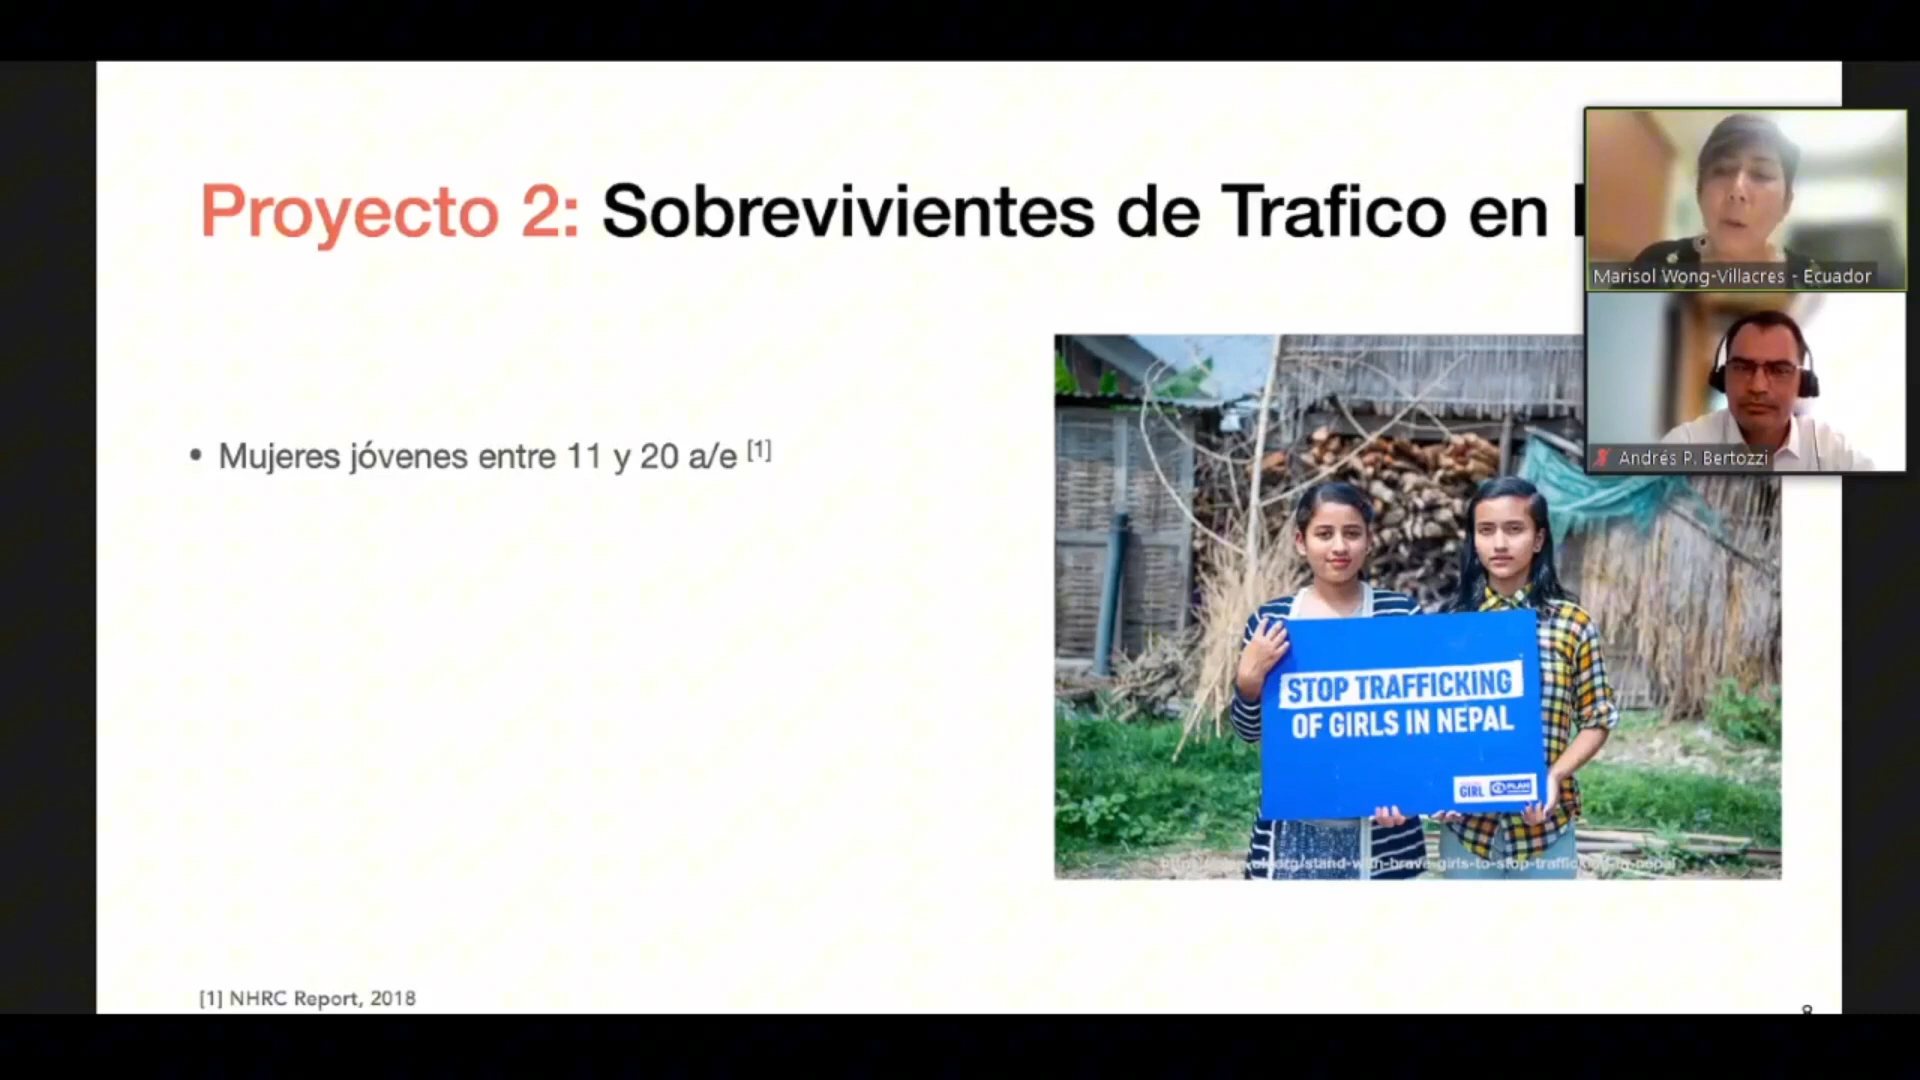 Proyecto 2: Sobrevivientes de Trafico en
Marisol Wong-Villacres - Ecuador
Andrés P. Bertozzi
• Mujeres jóvenes entre 11 y 20 a/e [1]
STOP TRAFFICKING
OF GIRLS IN NEPAL
GIRL PLAN
[1] NHRC Report, 2018